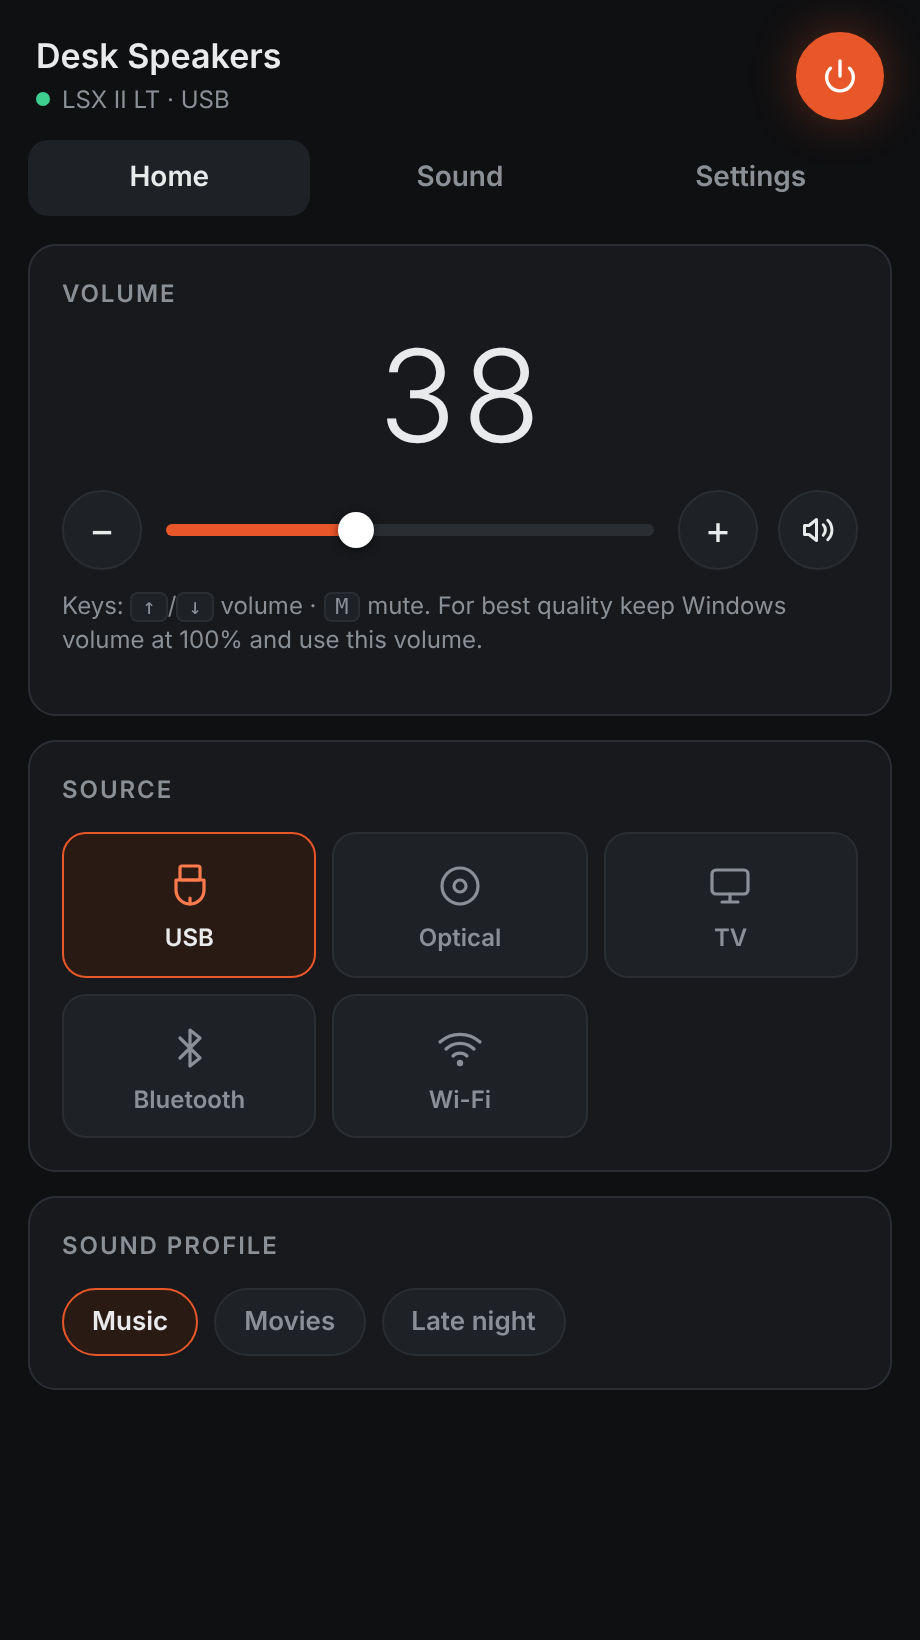 Desk Speakers
LSX II LT · USB
Home Sound Settings
VOLUME
38
− +
Keys: ↑/↓ volume · M mute. For best quality keep Windows
volume at 100% and use this volume.
SOURCE
USB Optical TV
Bluetooth Wi-Fi
SOUND PROFILE
Music Movies Late night